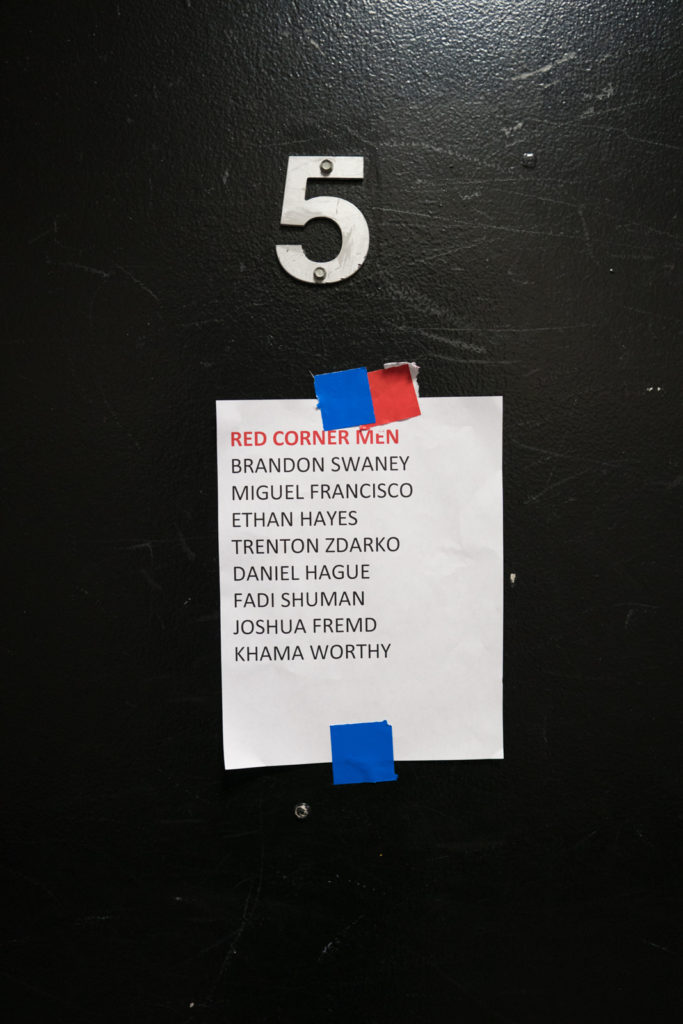 5
RED CORNER MEN
BRANDON SWANEY
MIGUEL FRANCISCO
ETHAN HAYES
TRENTON ZDARKO
DANIEL HAGUE
FADI SHUMAN
JOSHUA FREMD
KHAMA WORTHY